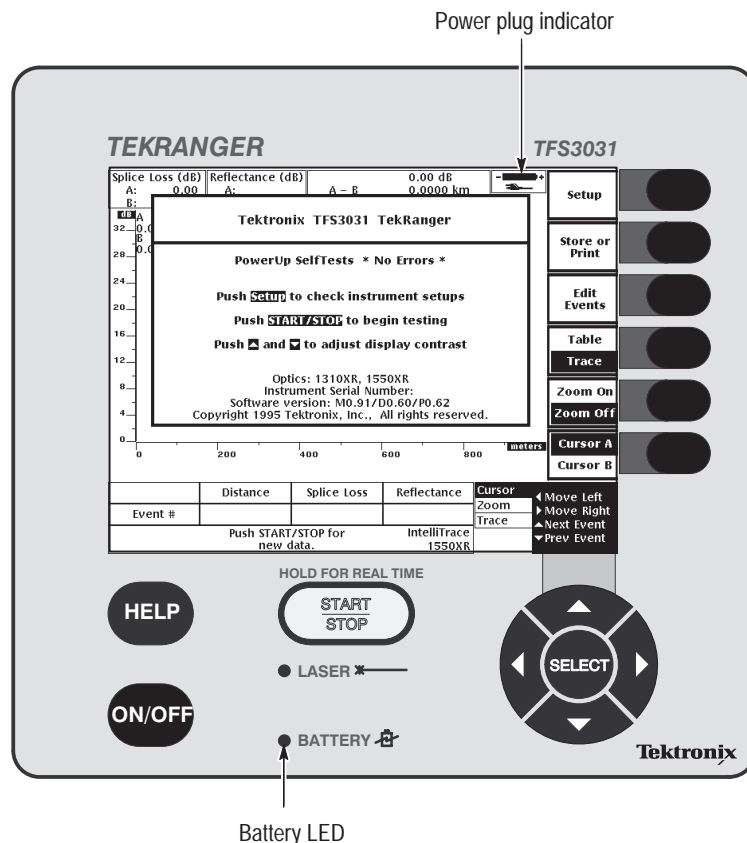 Power plug indicator
TEKRANGER
TFS3031
Splice Loss (dB) Reflectance (dB) 0.00 dB - +
A: 0.00 A: A – B 0.0000 km
B:
dB A
0.0
B
0.0
32
28
24
20
16
12
8
4
0
Tektronix TFS3031 TekRanger
PowerUp SelfTests * No Errors *
Push Setup to check instrument setups
Push START/STOP to begin testing
Push ▲ and ▼ to adjust display contrast
Optics: 1310XR, 1550XR
Instrument Serial Number:
Software version: M0.91/D0.60/P0.62
Copyright 1995 Tektronix, Inc., All rights reserved.
0 200 400 600 800 meters
Setup
Store or
Print
Edit
Events
Table
Trace
Zoom On
Zoom Off
Cursor A
Cursor B
Distance Splice Loss Reflectance
Event #
Push START/STOP for
new data.
IntelliTrace
1550XR
Cursor
Zoom
Trace
◀Move Left
▶Move Right
▲Next Event
▼Prev Event
HOLD FOR REAL TIME
HELP
START
STOP
LASER
SELECT
ON/OFF
BATTERY
Tektronix
Battery LED